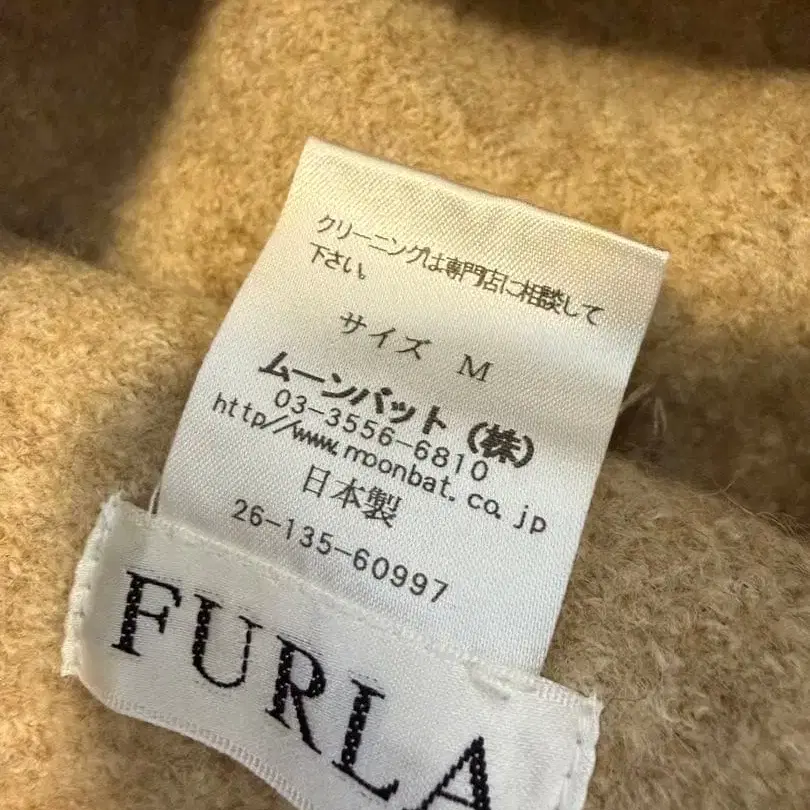 クリーニングは専門店に相談して
下さい。
サイズ M
ムーンバット（株）
03-3556-6810
http//www.moonbat.co.jp
日本製
26-135-60997
FURLA